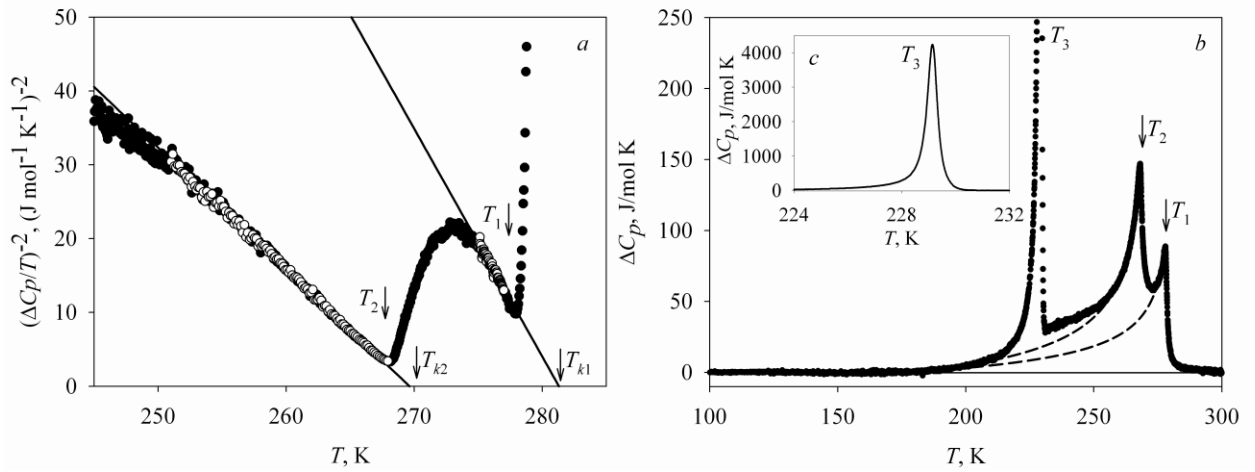 a
(ΔCp/T)⁻², (J mol⁻¹ K⁻¹)⁻²
50
40
30
20
10
0
T₁
T₂
Tₖ₂
Tₖ₁
250
260
270
280
T, K
b
ΔCₚ, J/mol K
250
200
150
100
50
0
T₃
T₂
T₁
100
150
200
250
300
T, K
c
ΔCₚ, J/mol K
4000
3000
2000
1000
0
T₃
224
228
232
T, K